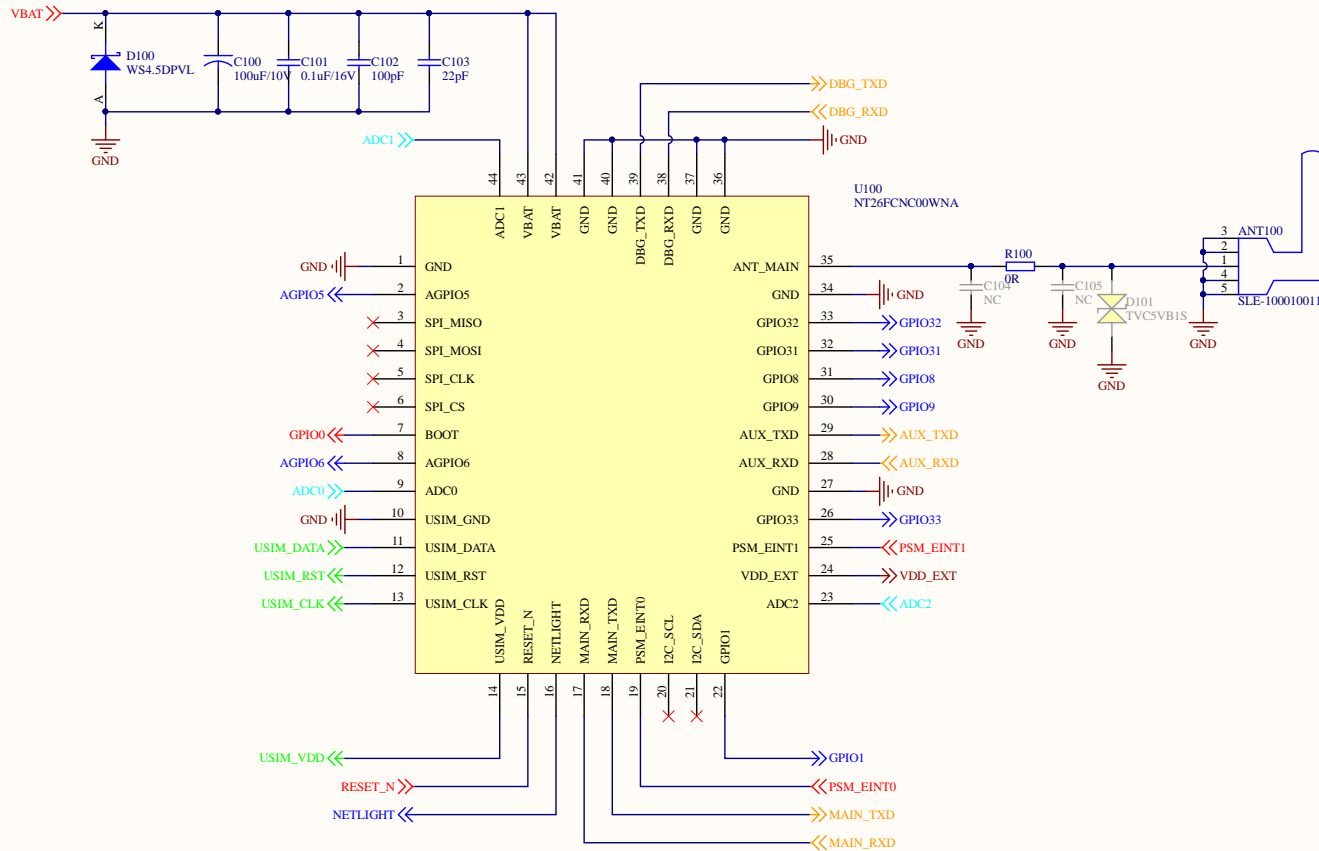 VBAT
K
D100
WS4.5DPVL
A
C100
100uF/10V
C101
0.1uF/16V
C102
100pF
C103
22pF
GND
DBG_TXD
DBG_RXD
ADC1
GND
44
43
42
41
40
39
38
37
36
ADC1
VBAT
VBAT
GND
GND
DBG_TXD
DBG_RXD
GND
GND
U100
NT26FCNC00WNA
GND
1
GND
AGPIO5
2
AGPIO5
3
SPI_MISO
4
SPI_MOSI
5
SPI_CLK
6
SPI_CS
GPIO0
7
BOOT
AGPIO6
8
AGPIO6
ADC0
9
ADC0
GND
10
USIM_GND
USIM_DATA
11
USIM_DATA
USIM_RST
12
USIM_RST
USIM_CLK
13
USIM_CLK
ANT_MAIN
35
GND
34
GND
GPIO32
33
GPIO32
GPIO31
32
GPIO31
GPIO8
31
GPIO8
GPIO9
30
GPIO9
AUX_TXD
29
AUX_TXD
AUX_RXD
28
AUX_RXD
GND
27
GND
GPIO33
26
GPIO33
PSM_EINT1
25
PSM_EINT1
VDD_EXT
24
VDD_EXT
ADC2
23
ADC2
R100
0R
C104
NC
GND
C105
NC
GND
D101
TVC5VB1S
GND
3
2
1
4
5
ANT100
SLE-100010011
GND
USIM_VDD
RESET_N
NETLIGHT
MAIN_RXD
MAIN_TXD
PSM_EINT0
I2C_SCL
I2C_SDA
GPIO1
14
15
16
17
18
19
20
21
22
USIM_VDD
GPIO1
RESET_N
PSM_EINT0
NETLIGHT
MAIN_TXD
MAIN_RXD